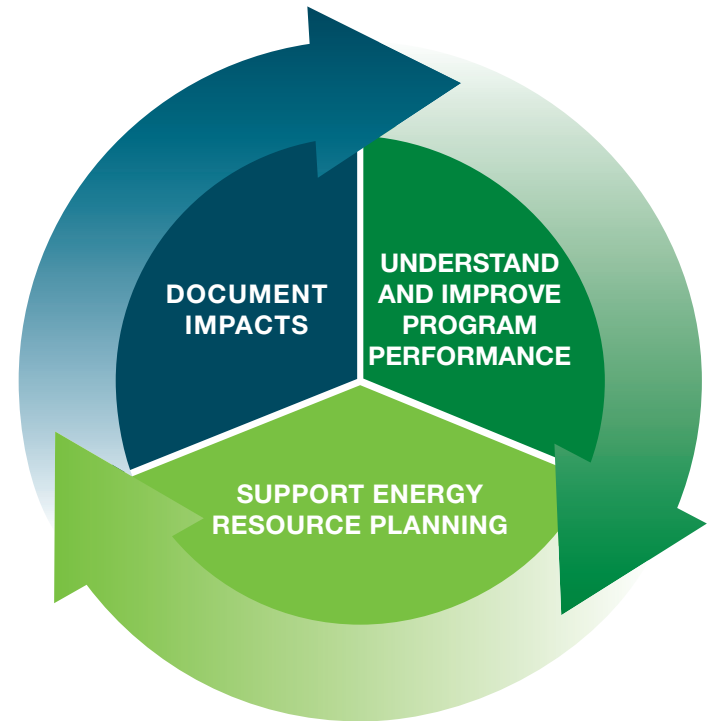 DOCUMENT
IMPACTS
UNDERSTAND
AND IMPROVE
PROGRAM
PERFORMANCE
SUPPORT ENERGY
RESOURCE PLANNING